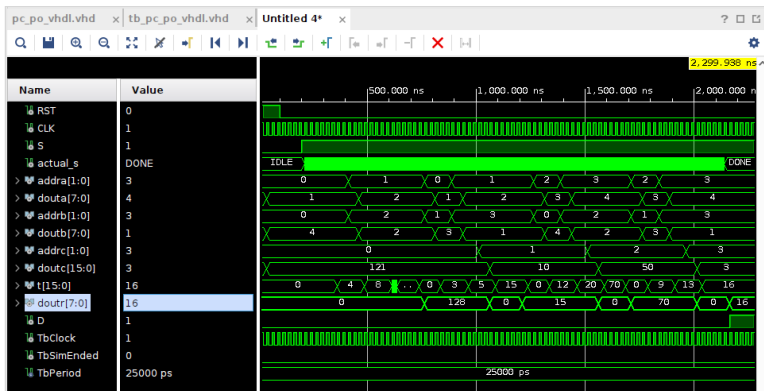 pc_po_vhdl.vhd × tb_pc_po_vhdl.vhd × Untitled 4* × ? □
2,299.938 ns
Name Value
500.000 ns 1,000.000 ns 1,500.000 ns 2,000.000 n
RST 0
CLK 1
S 1
actual_s DONE IDLE DONE
addra[1:0] 3 0 1 0 1 2 3 2 3
douta[7:0] 4 1 2 1 2 3 4 3 4
addrb[1:0] 3 0 2 1 3 0 2 1 3
doutb[7:0] 1 4 2 3 1 4 2 3 1
addrc[1:0] 3 0 1 2 3
doutc[15:0] 3 121 10 50 3
t[15:0] 16 0 4 8 .. 0 3 5 15 0 12 20 70 0 9 13 16
doutr[7:0] 16 0 128 0 15 0 70 0 16
D 1
TbClock 1
TbSimEnded 0
TbPeriod 25000 ps 25000 ps